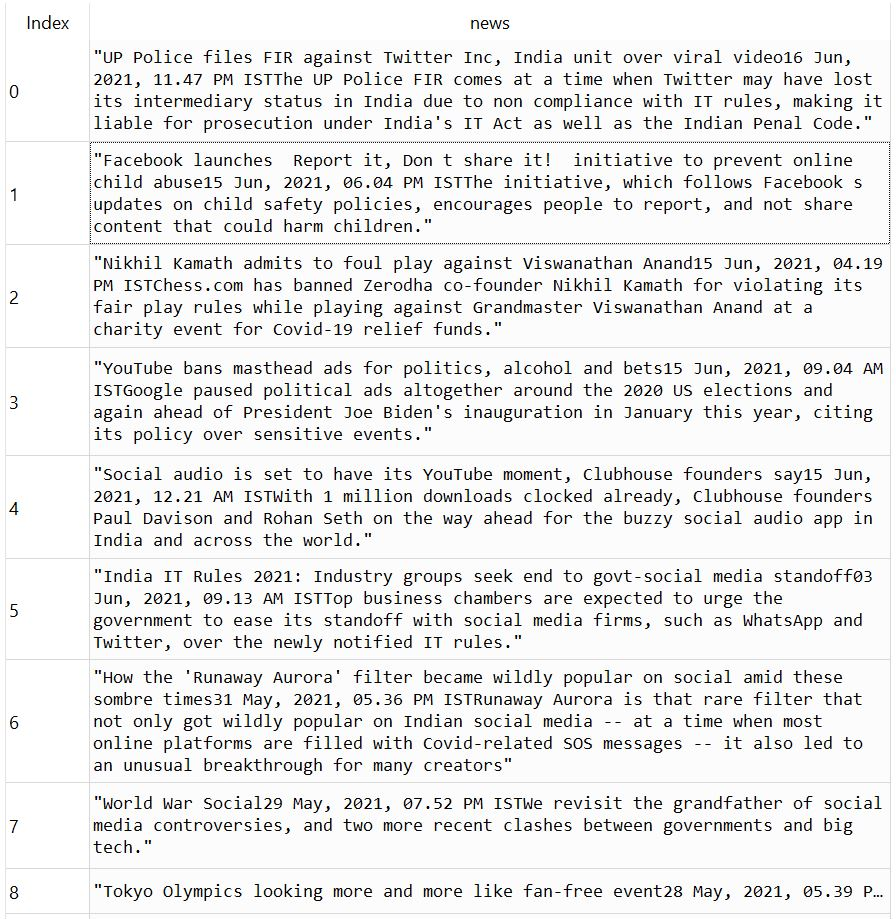 Index news
0
"UP Police files FIR against Twitter Inc, India unit over viral video16 Jun,
2021, 11.47 PM ISTThe UP Police FIR comes at a time when Twitter may have lost
its intermediary status in India due to non compliance with IT rules, making it
liable for prosecution under India's IT Act as well as the Indian Penal Code."
1
"Facebook launches  Report it, Don t share it!  initiative to prevent online
child abuse15 Jun, 2021, 06.04 PM ISTThe initiative, which follows Facebook s
updates on child safety policies, encourages people to report, and not share
content that could harm children."
2
"Nikhil Kamath admits to foul play against Viswanathan Anand15 Jun, 2021, 04.19
PM ISTChess.com has banned Zerodha co-founder Nikhil Kamath for violating its
fair play rules while playing against Grandmaster Viswanathan Anand at a
charity event for Covid-19 relief funds."
3
"YouTube bans masthead ads for politics, alcohol and bets15 Jun, 2021, 09.04 AM
ISTGoogle paused political ads altogether around the 2020 US elections and
again ahead of President Joe Biden's inauguration in January this year, citing
its policy over sensitive events."
4
"Social audio is set to have its YouTube moment, Clubhouse founders say15 Jun,
2021, 12.21 AM ISTWith 1 million downloads clocked already, Clubhouse founders
Paul Davison and Rohan Seth on the way ahead for the buzzy social audio app in
India and across the world."
5
"India IT Rules 2021: Industry groups seek end to govt-social media standoff03
Jun, 2021, 09.13 AM ISTTop business chambers are expected to urge the
government to ease its standoff with social media firms, such as WhatsApp and
Twitter, over the newly notified IT rules."
6
"How the 'Runaway Aurora' filter became wildly popular on social amid these
sombre times31 May, 2021, 05.36 PM ISTRunaway Aurora is that rare filter that
not only got wildly popular on Indian social media -- at a time when most
online platforms are filled with Covid-related SOS messages -- it also led to
an unusual breakthrough for many creators"
7
"World War Social29 May, 2021, 07.52 PM ISTWe revisit the grandfather of social
media controversies, and two more recent clashes between governments and big
tech."
8
"Tokyo Olympics looking more and more like fan-free event28 May, 2021, 05.39 P…